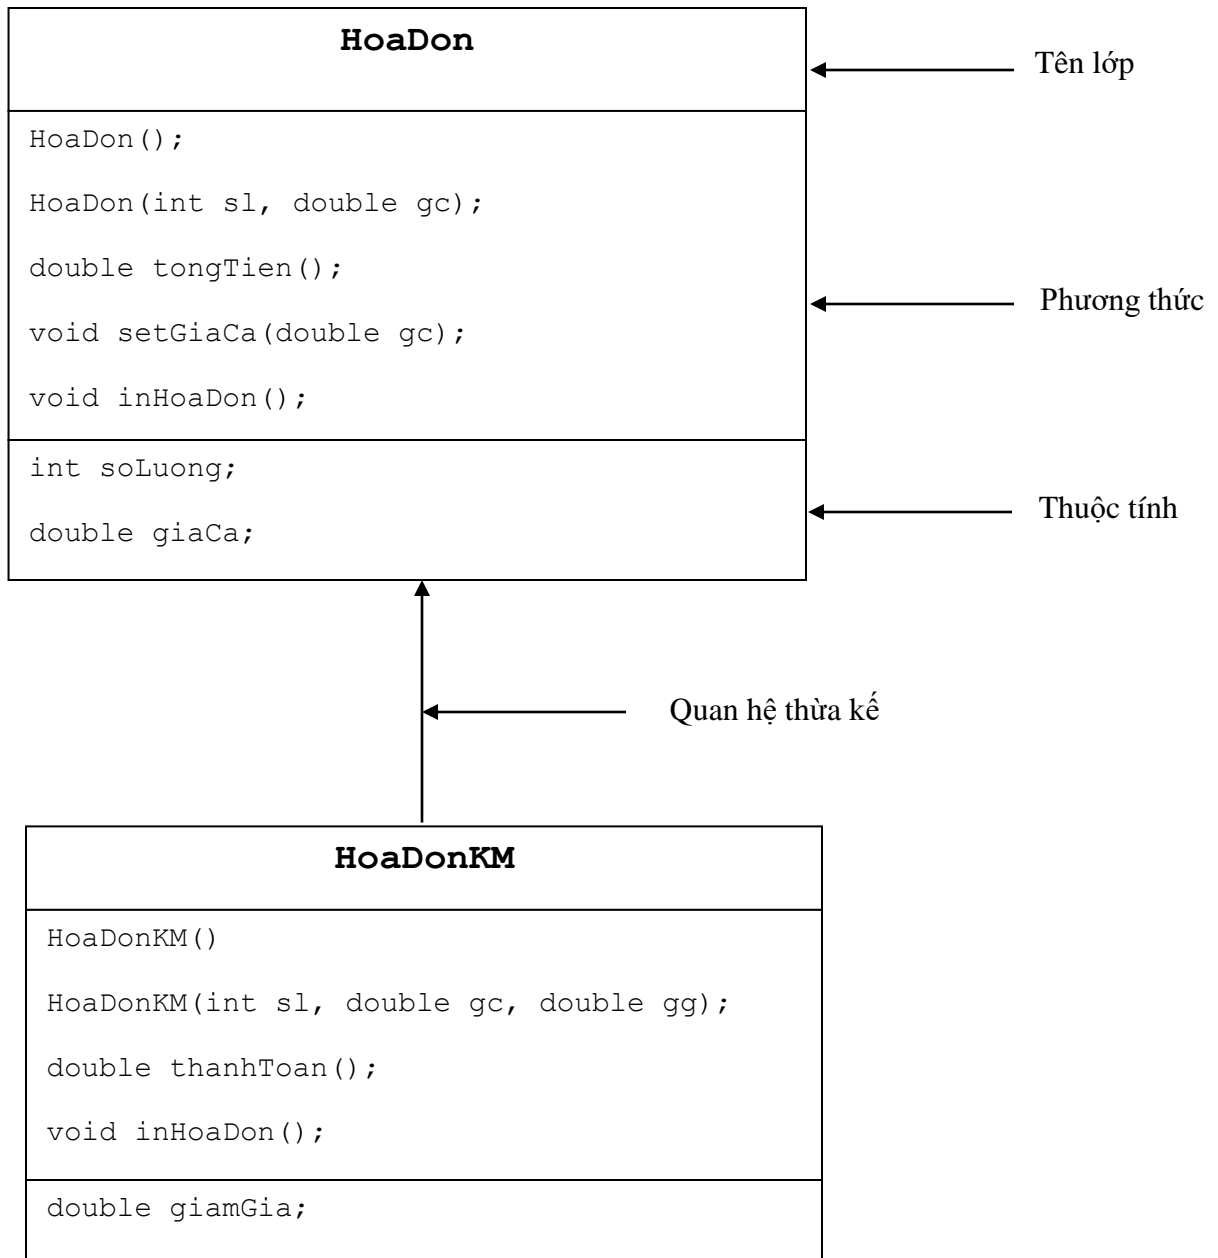 HoaDon
Tên lớp
HoaDon();
HoaDon(int sl, double gc);
double tongTien();
Phương thức
void setGiaCa(double gc);
void inHoaDon();
int soLuong;
Thuộc tính
double giaCa;
Quan hệ thừa kế
HoaDonKM
HoaDonKM()
HoaDonKM(int sl, double gc, double gg);
double thanhToan();
void inHoaDon();
double giamGia;